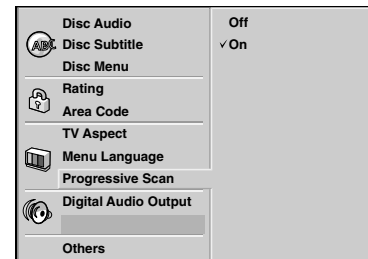 Disc Audio
Off
ABC
Disc Subtitle
✓ On
Disc Menu
Rating
Area Code
TV Aspect
Menu Language
Progressive Scan
Digital Audio Output
Others